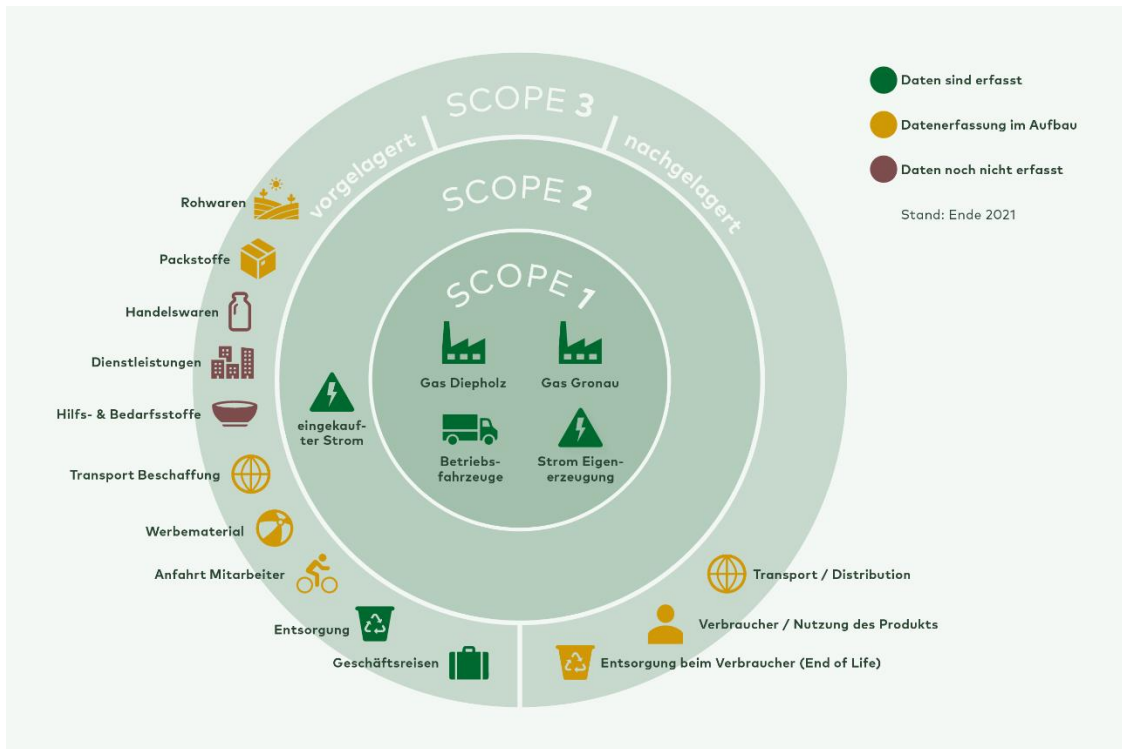 SCOPE 3
vorgelagert
nachgelagert
SCOPE 2
SCOPE 1
Gas Diepholz
Gas Gronau
Betriebs-
fahrzeuge
Strom Eigen-
erzeugung
eingekauf-
ter Strom
Rohwaren
Packstoffe
Handelswaren
Dienstleistungen
Hilfs- & Bedarfsstoffe
Transport Beschaffung
Werbematerial
Anfahrt Mitarbeiter
Entsorgung
Geschäftsreisen
Transport / Distribution
Verbraucher / Nutzung des Produkts
Entsorgung beim Verbraucher (End of Life)
Daten sind erfasst
Datenerfassung im Aufbau
Daten noch nicht erfasst
Stand: Ende 2021